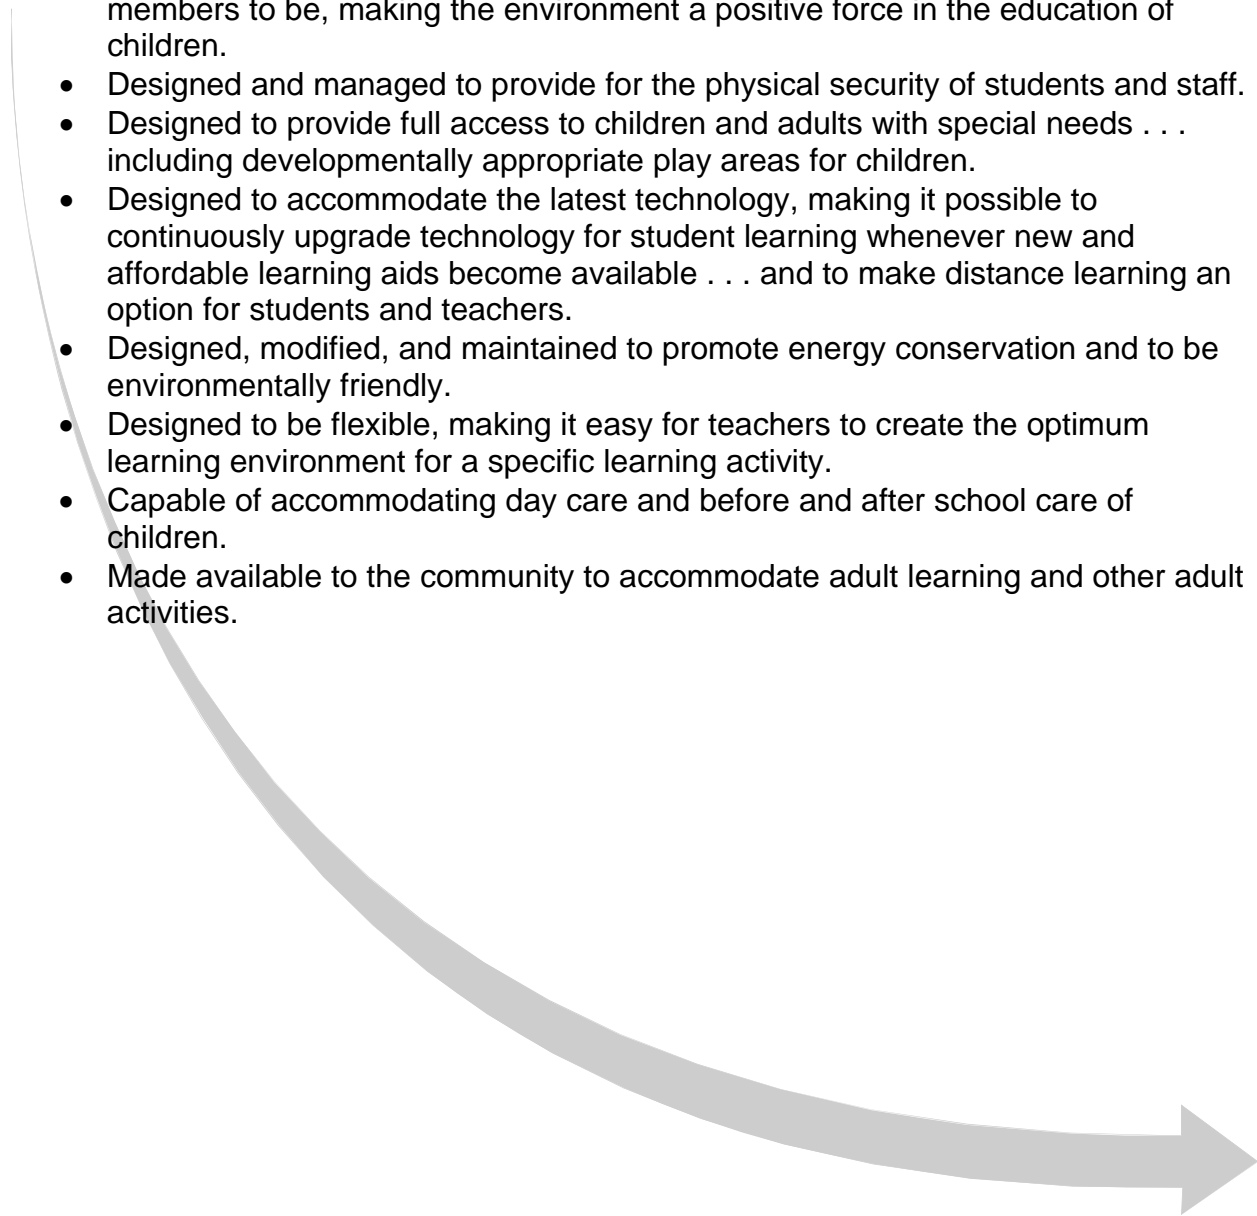 members to be, making the environment a positive force in the education of
children.
• Designed and managed to provide for the physical security of students and staff.
• Designed to provide full access to children and adults with special needs . . .
including developmentally appropriate play areas for children.
• Designed to accommodate the latest technology, making it possible to
continuously upgrade technology for student learning whenever new and
affordable learning aids become available . . . and to make distance learning an
option for students and teachers.
• Designed, modified, and maintained to promote energy conservation and to be
environmentally friendly.
• Designed to be flexible, making it easy for teachers to create the optimum
learning environment for a specific learning activity.
• Capable of accommodating day care and before and after school care of
children.
• Made available to the community to accommodate adult learning and other adult
activities.